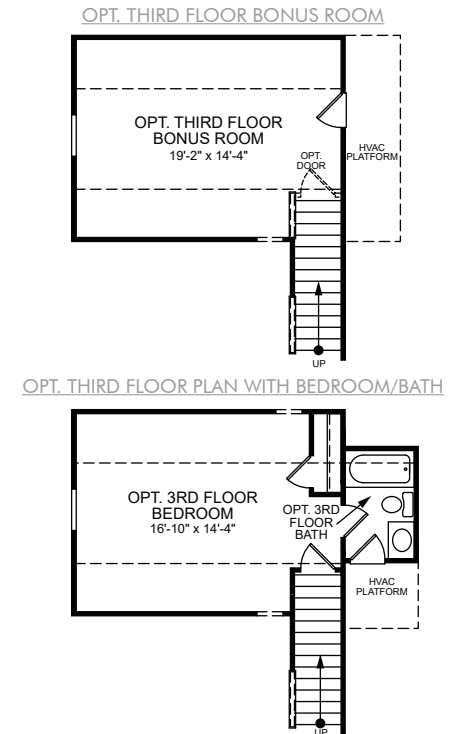 OPT. THIRD FLOOR BONUS ROOM
OPT. THIRD FLOOR
BONUS ROOM
19'-2" x 14'-4"
OPT.
DOOR
HVAC
PLATFORM
UP
OPT. THIRD FLOOR PLAN WITH BEDROOM/BATH
OPT. 3RD FLOOR
BEDROOM
16'-10" x 14'-4"
OPT. 3RD
FLOOR
BATH
HVAC
PLATFORM
UP